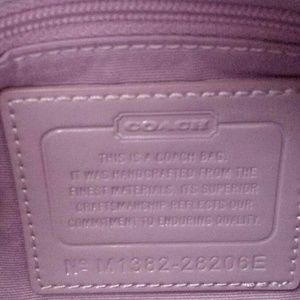 COACH
THIS IS A COACH BAG.
IT WAS HANDCRAFTED FROM THE
FINEST MATERIALS. ITS SUPERIOR
CRAFTSMANSHIP REFLECTS OUR
COMMITMENT TO ENDURING QUALITY.
Nº M1382-28206E